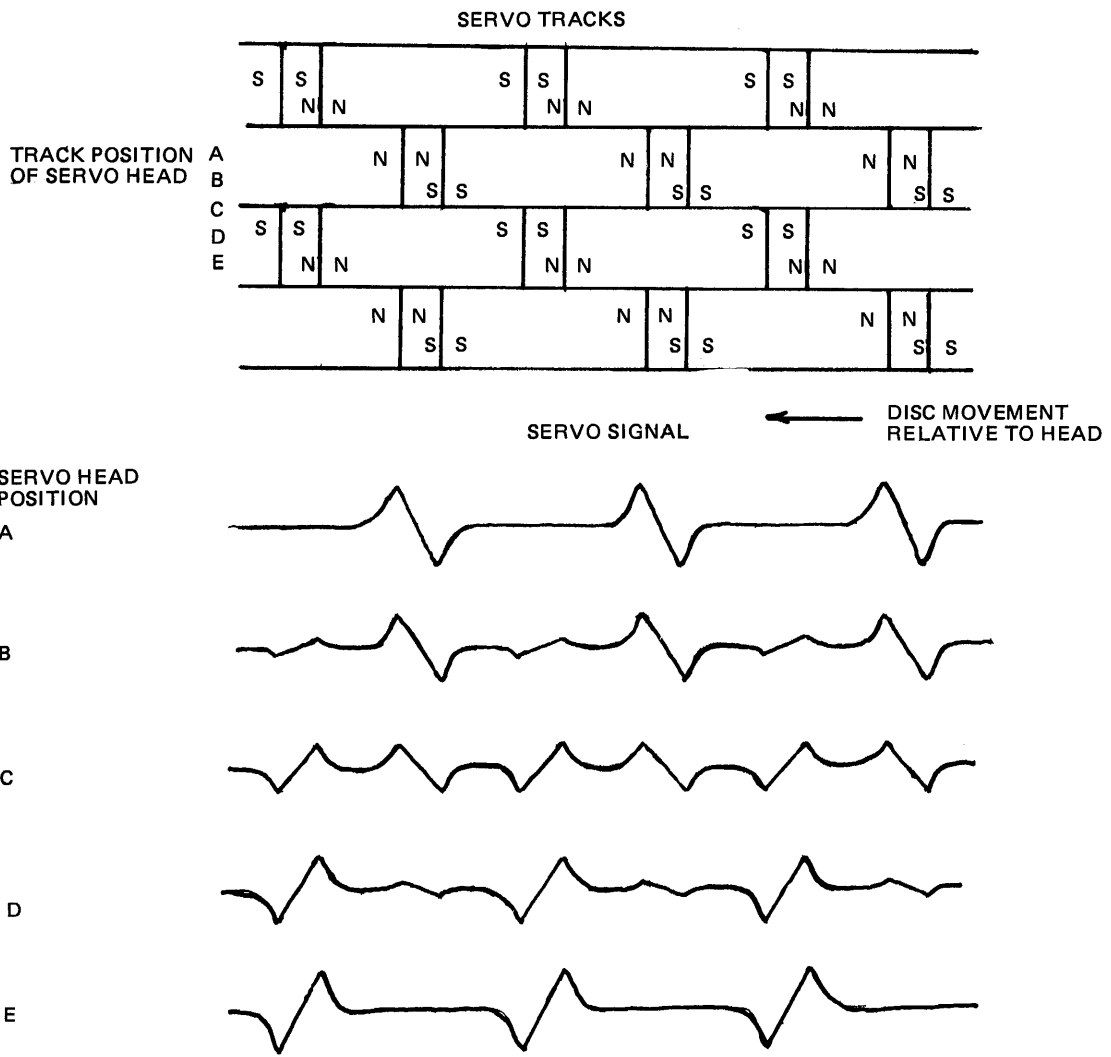 SERVO TRACKS
S S S S S S
N N N N N N
TRACK POSITION
OF SERVO HEAD
A
B
C
D
E
N N N N N N
S S S S S S
S S S S S S
N N N N N N
N N N N N N
S S S S S S
DISC MOVEMENT
RELATIVE TO HEAD
SERVO SIGNAL
SERVO HEAD
POSITION
A
B
C
D
E